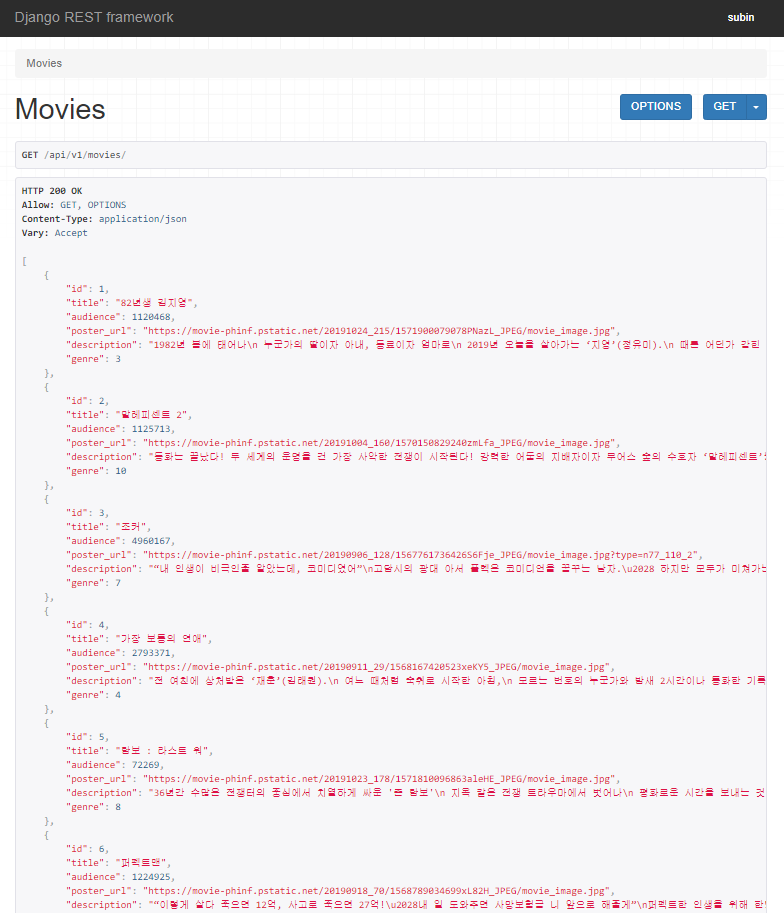 Django REST framework
subin
Movies
Movies
OPTIONS
GET
GET /api/v1/movies/
HTTP 200 OK
Allow: GET, OPTIONS
Content-Type: application/json
Vary: Accept
[
{
"id": 1,
"title": "82년생 김지영",
"audience": 1120468,
"poster_url": "https://movie-phinf.pstatic.net/20191024_215/1571900079078PNazL_JPEG/movie_image.jpg",
"description": "1982년 봄에 태어나\n 누군가의 딸이자 아내, 동료이자 엄마로\n 2019년 오늘을 살아가는 ‘지영’(정유미).\n 때론 어딘가 갇힌
"genre": 3
},
{
"id": 2,
"title": "말레피센트 2",
"audience": 1125713,
"poster_url": "https://movie-phinf.pstatic.net/20191004_160/1570150829240zmLfa_JPEG/movie_image.jpg",
"description": "동화는 끝났다! 두 세계의 운명을 건 가장 사악한 전쟁이 시작된다! 강력한 어둠의 지배자이자 무어스 숲의 수호자 ‘말레피센트’
"genre": 10
},
{
"id": 3,
"title": "조커",
"audience": 4960167,
"poster_url": "https://movie-phinf.pstatic.net/20190906_128/1567761736426S6Fje_JPEG/movie_image.jpg?type=n77_110_2",
"description": "“내 인생이 비극인줄 알았는데, 코미디였어”\n고담시의 광대 아서 플렉은 코미디언을 꿈꾸는 남자.\u2028 하지만 모두가 미쳐가는
"genre": 7
},
{
"id": 4,
"title": "가장 보통의 연애",
"audience": 2793371,
"poster_url": "https://movie-phinf.pstatic.net/20190911_29/1568167420523xeKY5_JPEG/movie_image.jpg",
"description": "전 여친에 상처받은 ‘재훈’(김래원).\n 여느 때처럼 숙취로 시작한 아침,\n 모르는 번호의 누군가와 밤새 2시간이나 통화한 기록
"genre": 4
},
{
"id": 5,
"title": "람보 : 라스트 워",
"audience": 72269,
"poster_url": "https://movie-phinf.pstatic.net/20191023_178/1571810096863aleHE_JPEG/movie_image.jpg",
"description": "36년간 수많은 전쟁터의 중심에서 치열하게 싸운 '존 람보'\n 지옥 같은 전쟁 트라우마에서 벗어나\n 평화로운 시간을 보내는 것
"genre": 8
},
{
"id": 6,
"title": "퍼펙트맨",
"audience": 1224925,
"poster_url": "https://movie-phinf.pstatic.net/20190918_70/1568789034699xL82H_JPEG/movie_image.jpg",
"description": "“이렇게 살다 죽으면 12억, 사고로 죽으면 27억!\u2028내 일 도와주면 사망보험금 니 앞으로 해줄게”\n퍼펙트한 인생을 위해 한